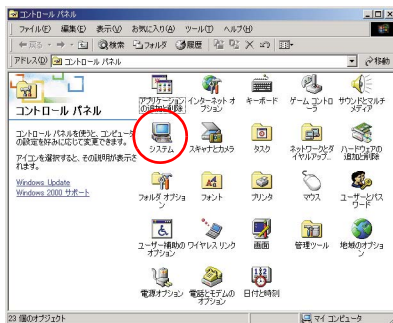 コントロール パネル
ファイル(F) 編集(E) 表示(V) お気に入り(A) ツール(T) ヘルプ(H)
戻る 検索 フォルダ 履歴
アドレス(D) コントロール パネル 移動
コントロール パネル
コントロール パネルを使うと、コンピュータ
の設定を好みに応じて変更できます。
アイコンを選択すると、その説明が表示さ
れます。
Windows Update
Windows 2000 サポート
アプリケーション
の追加と削除
インターネット オ
プション
キーボード
ゲーム コントロ
ーラ
サウンドとマルチ
メディア
システム
スキャナとカメラ
タスク
ネットワークとダ
イヤルアップ...
ハードウェアの
追加と削除
フォルダ オプショ
ン
フォント
プリンタ
マウス
ユーザーとパス
ワード
ユーザー補助の
オプション
ワイヤレス リンク
画面
管理ツール
地域のオプショ
ン
電源オプション
電話とモデムの
オプション
日付と時刻
23 個のオブジェクト
マイ コンピュータ